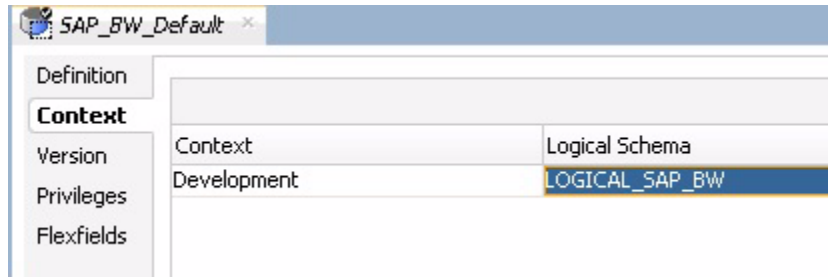 SAP_BW_Default
Definition
Context
Version
Privileges
Flexfields
Context Logical Schema
Development LOGICAL_SAP_BW